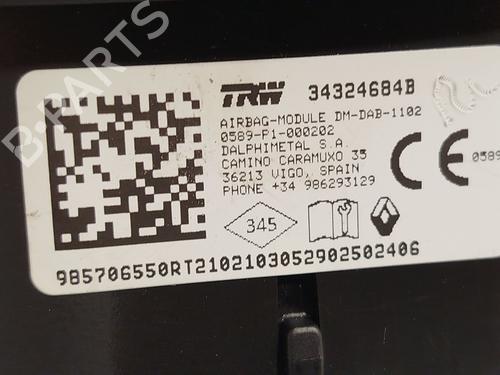 B-PARTS
TRW 34324684B
AIRBAG-MODULE DM-DAB-1102
0589-P1-000202
DALPHIMETAL S.A.
CAMINO CARAMUXO 35
36213 VIGO, SPAIN
PHONE +34 986293129
CE 0589
345
985706550RT2102103052902502406